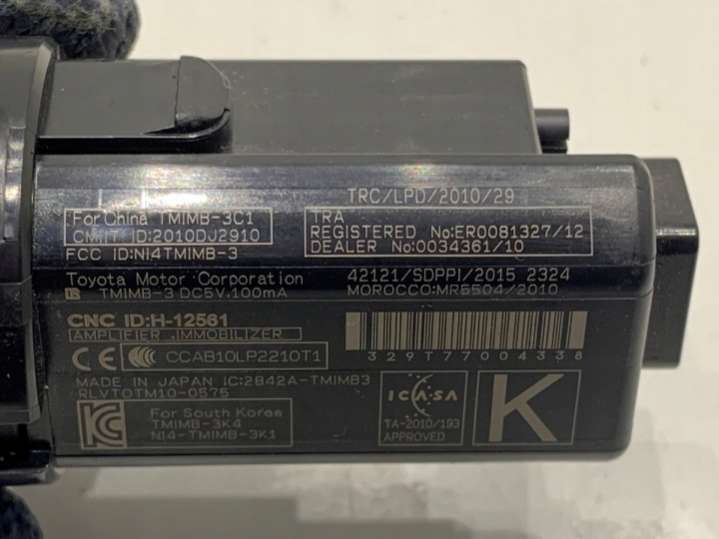 TRC/LPD/2010/29
For China TMIMB-3C1
CMIIT ID:2010DJ2910
FCC ID:NI4TMIMB-3
TRA
REGISTERED No:ER0081327/12
DEALER No:0034361/10
Toyota Motor Corporation
TMIMB-3 DC5V,100mA
42121/SDPPI/2015 2324
MOROCCO:MR5504/2010
CNC ID:H-12561
AMPLIFIER IMMOBILIZER
CE CCC CCAB10LP2210T1
329T77004338
MADE IN JAPAN IC:2842A-TMIMB3
RLVTOTM10-0575
KC
For South Korea
TMIMB-3K4
NI4-TMIMB-3K1
ICASA
TA-2010/193
APPROVED
K